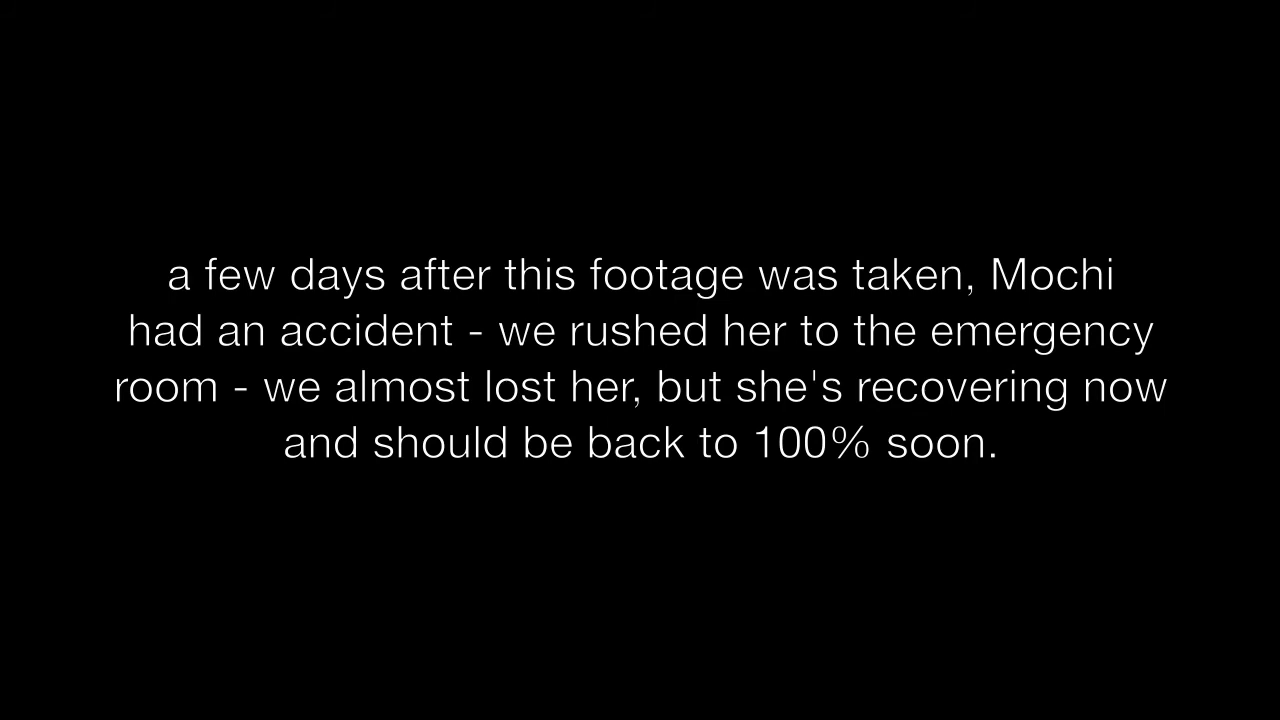 a few days after this footage was taken, Mochi
had an accident - we rushed her to the emergency
room - we almost lost her, but she's recovering now
and should be back to 100% soon.